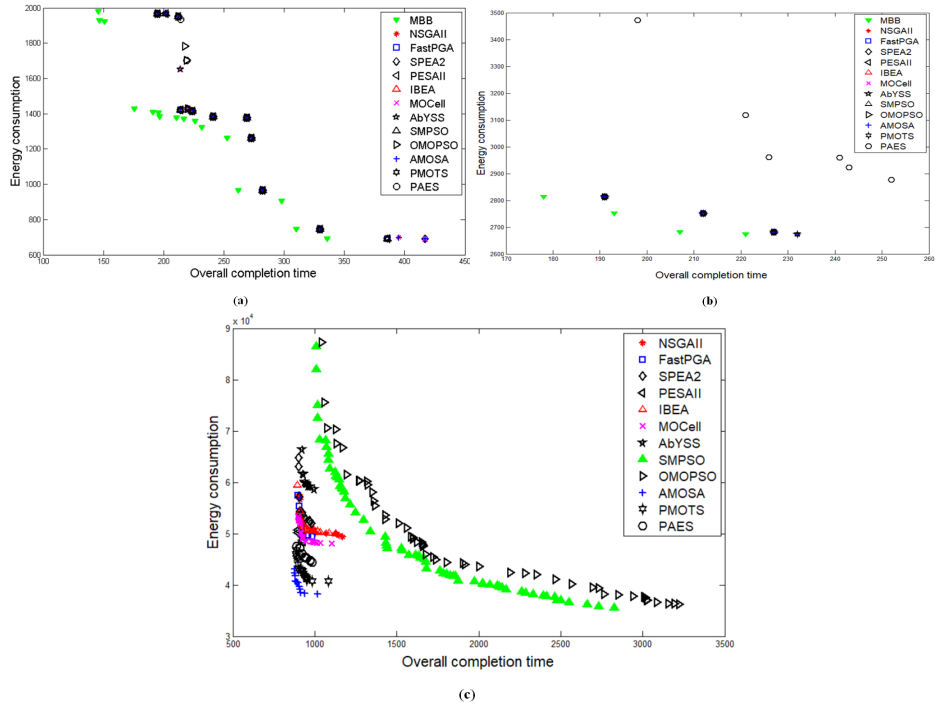 2000
1800
1600
1400
1200
1000
800
600
Energy consumption
100
150
200
250
300
350
400
450
Overall completion time
MBB
NSGAII
FastPGA
SPEA2
PESAII
IBEA
MOCell
AbYSS
SMPSO
OMOPSO
AMOSA
PMOTS
PAES
(a)
3500
3400
3300
3200
3100
3000
2900
2800
2700
2600
Energy consumption
170
180
190
200
210
220
230
240
250
260
Overall completion time
MBB
NSGAII
FastPGA
SPEA2
PESAII
IBEA
MOCell
AbYSS
SMPSO
OMOPSO
AMOSA
PMOTS
PAES
(b)
x 10^4
9
8
7
6
5
4
3
Energy consumption
500
1000
1500
2000
2500
3000
3500
Overall completion time
NSGAII
FastPGA
SPEA2
PESAII
IBEA
MOCell
AbYSS
SMPSO
OMOPSO
AMOSA
PMOTS
PAES
(c)